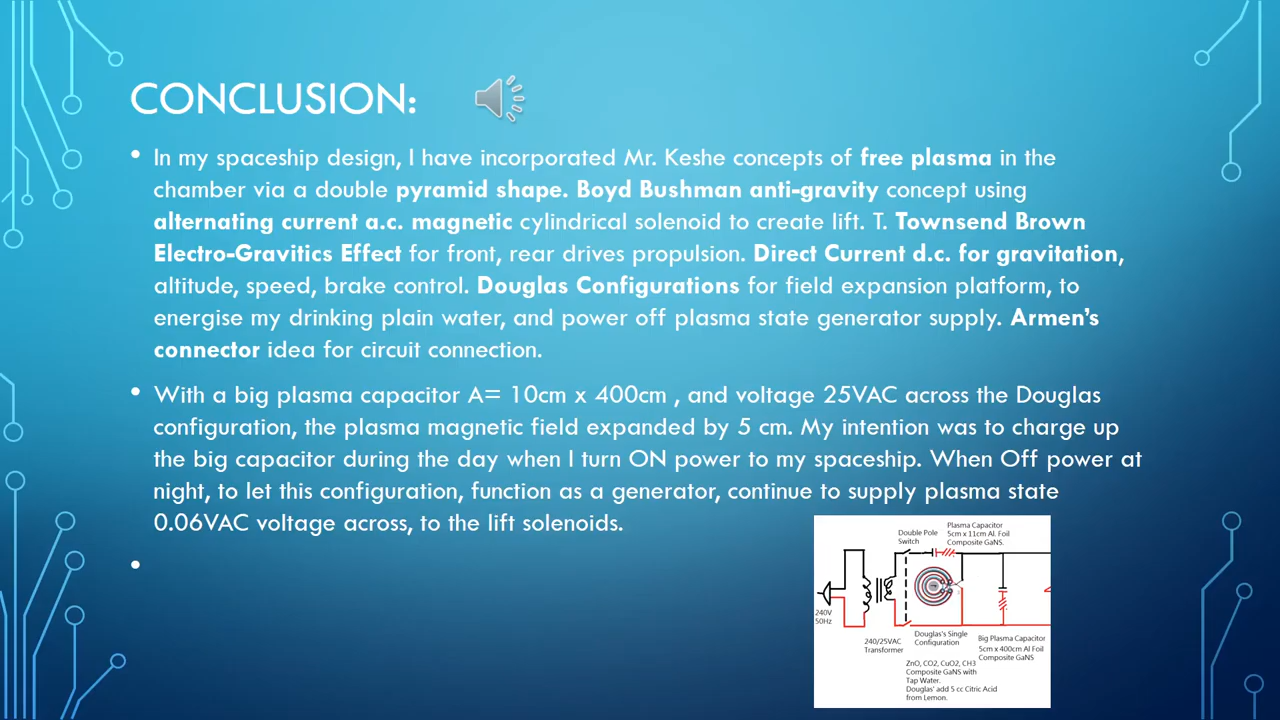 CONCLUSION:
• In my spaceship design, I have incorporated Mr. Keshe concepts of free plasma in the
chamber via a double pyramid shape. Boyd Bushman anti-gravity concept using
alternating current a.c. magnetic cylindrical solenoid to create lift. T. Townsend Brown
Electro-Gravitics Effect for front, rear drives propulsion. Direct Current d.c. for gravitation,
altitude, speed, brake control. Douglas Configurations for field expansion platform, to
energise my drinking plain water, and power off plasma state generator supply. Armen's
connector idea for circuit connection.
• With a big plasma capacitor A= 10cm x 400cm , and voltage 25VAC across the Douglas
configuration, the plasma magnetic field expanded by 5 cm. My intention was to charge up
the big capacitor during the day when I turn ON power to my spaceship. When Off power at
night, to let this configuration, function as a generator, continue to supply plasma state
0.06VAC voltage across, to the lift solenoids.
•
Double Pole
Switch
Plasma Capacitor
5cm x 11cm Al. Foil
Composite GaNS.
240V
50Hz
240/25VAC
Transformer
Douglas's Single
Configuration
Big Plasma Capacitor
5cm x 400cm Al Foil
Composite GaNS
ZnO, CO2, CuO2, CH3
Composite GaNS with
Tap Water.
Douglas' add 5 cc Citric Acid
from Lemon.